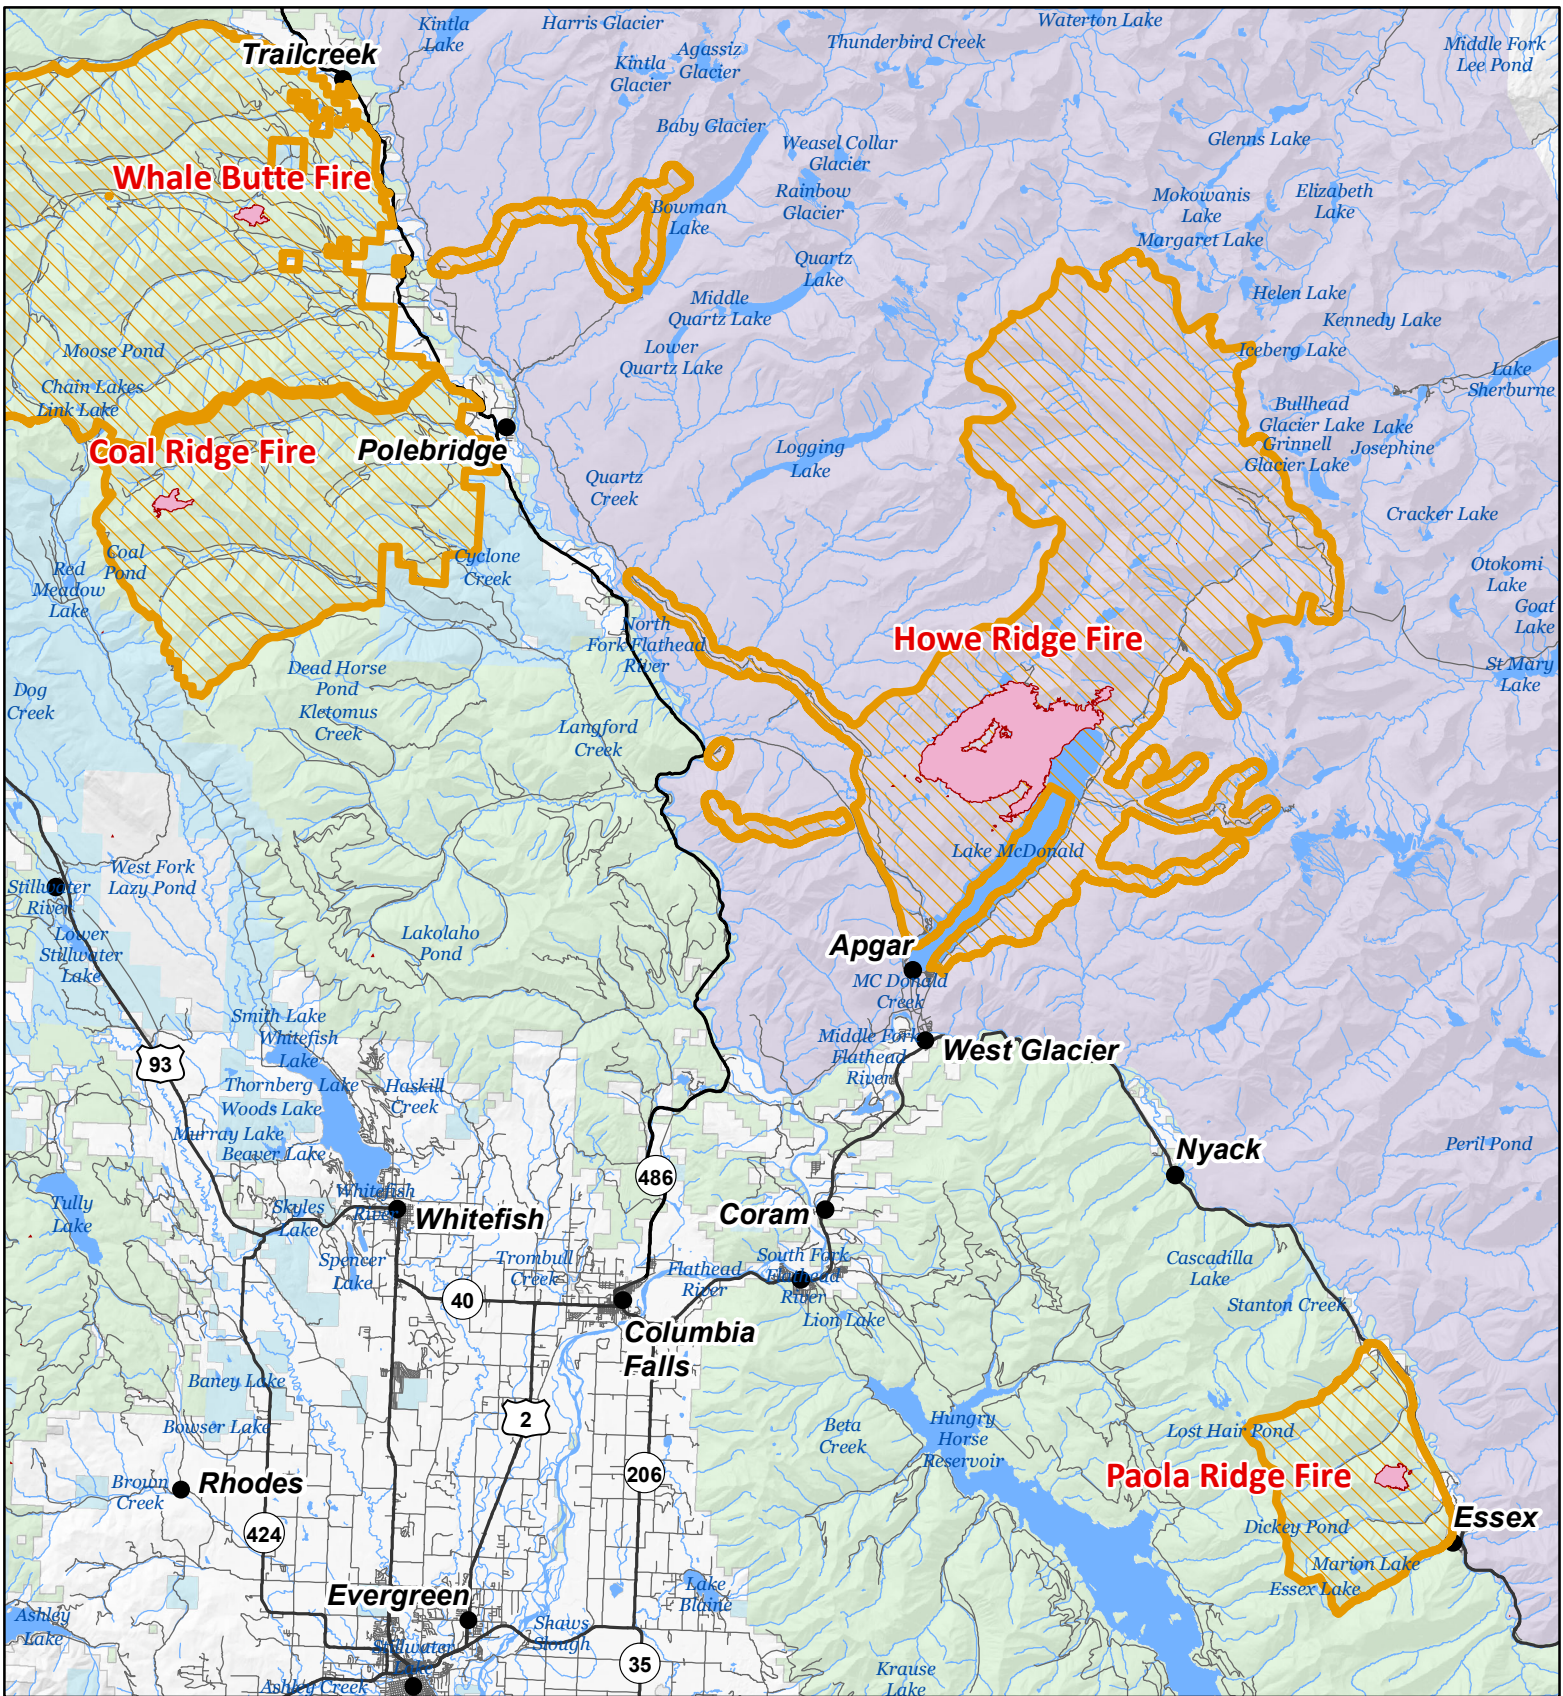 Kintla
Lake
Harris Glacier
Waterton Lake
Thunderbird Creek
Middle Fork
Lee Pond
Trailcreek
Agassiz
Glacier
Kintla
Glacier
Baby Glacier
Weasel Collar
Glacier
Glenns Lake
Whale Butte Fire
Rainbow
Glacier
Mokowanis
Lake
Elizabeth
Lake
Bowman
Lake
Margaret Lake
Quartz
Lake
Middle
Quartz Lake
Helen Lake
Kennedy Lake
Moose Pond
Lower
Quartz Lake
Iceberg Lake
Lake
Sherburne
Chain Lakes
Link Lake
Bullhead
Glacier Lake
Lake
Josephine
Grinnell
Glacier Lake
Coal Ridge Fire
Polebridge
Logging
Lake
Quartz
Creek
Cracker Lake
Coal
Pond
Cyclone
Creek
Red
Meadow
Lake
Otokomi
Lake
Goat
Lake
North
Fork Flathead
River
Howe Ridge Fire
St Mary
Lake
Dead Horse
Pond
Dog
Creek
Kletomus
Creek
Langford
Creek
Lake McDonald
West Fork
Lazy Pond
Stillwater
River
Lower
Stillwater
Lake
Lakolaho
Pond
Apgar
MC Donald
Creek
Smith Lake
Whitefish
Lake
Middle Fork
Flathead
River
West Glacier
93
Thornberg Lake
Haskill
Creek
Woods Lake
Murray Lake
Beaver Lake
Peril Pond
Nyack
486
Tully
Lake
Whitefish
River
Skyles
Lake
Whitefish
Coram
Spencer
Lake
Trombull
Creek
Flathead
River
South Fork
Flathead
River
Cascadilla
Lake
40
Lion Lake
Stanton Creek
Columbia
Falls
Baney Lake
2
Bowser Lake
Beta
Creek
Hungry
Horse
Reservoir
Lost Hair Pond
Brown
Creek
Rhodes
206
Paola Ridge Fire
424
Dickey Pond
Essex
Marion Lake
Essex Lake
Evergreen
Lake
Blaine
Ashley
Lake
Shaws
Slough
Stillwater
Lake
35
Ashley Creek
Krause
Lake